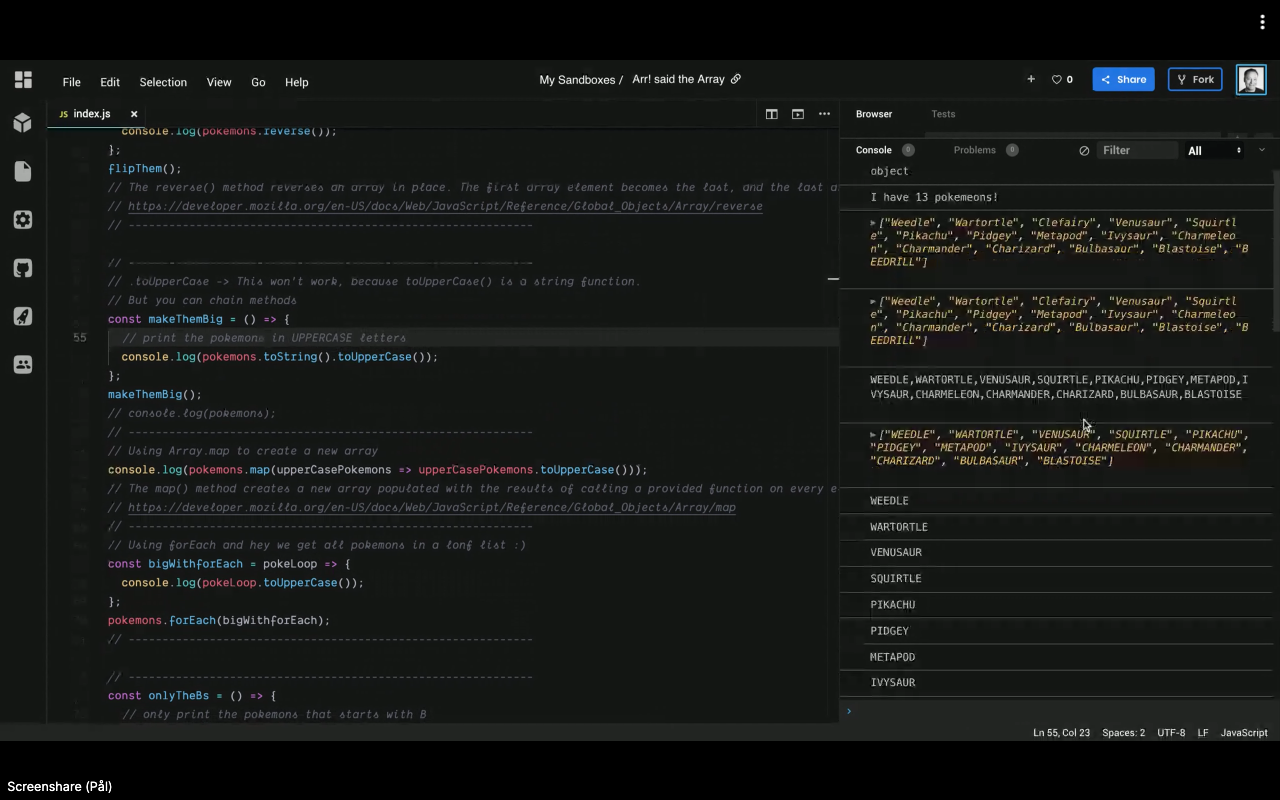 File Edit Selection View Go Help
My Sandboxes / Arr! said the Array
+ 0 Share Fork
JS index.js ×
Browser Tests
console.log(pokemons.reverse());
};
flipThem();
// The reverse() method reverses an array in place. The first array element becomes the last, and the last a
// https://developer.mozilla.org/en-US/docs/Web/JavaScript/Reference/Global_Objects/Array/reverse
// ------------------------------------------------------------
// ------------------------------------------------------------
// .toUpperCase -> This won't work, because toUpperCase() is a string function.
// But you can chain methods
const makeThemBig = () => {
55 // print the pokemons in UPPERCASE letters
console.log(pokemons.toString().toUpperCase());
};
makeThemBig();
// console.log(pokemons);
// ------------------------------------------------------------
// Using Array.map to create a new array
console.log(pokemons.map(upperCasePokemons => upperCasePokemons.toUpperCase()));
// The map() method creates a new array populated with the results of calling a provided function on every e
// https://developer.mozilla.org/en-US/docs/Web/JavaScript/Reference/Global_Objects/Array/map
// ------------------------------------------------------------
// Using forEach and hey we get all pokemons in a lonf list :)
const bigWithforEach = pokeLoop => {
console.log(pokeLoop.toUpperCase());
};
pokemons.forEach(bigWithforEach);
// ------------------------------------------------------------
// ------------------------------------------------------------
const onlyTheBs = () => {
// only print the pokemons that starts with B
Console 0 Problems 0 Filter All
object
I have 13 pokemeons!
▶["Weedle", "Wartortle", "Clefairy", "Venusaur", "Squirtl
e", "Pikachu", "Pidgey", "Metapod", "Ivysaur", "Charmeleo
n", "Charmander", "Charizard", "Bulbasaur", "Blastoise", "B
EEDRILL"]
▶["Weedle", "Wartortle", "Clefairy", "Venusaur", "Squirtl
e", "Pikachu", "Pidgey", "Metapod", "Ivysaur", "Charmeleo
n", "Charmander", "Charizard", "Bulbasaur", "Blastoise", "B
EEDRILL"]
WEEDLE,WARTORTLE,VENUSAUR,SQUIRTLE,PIKACHU,PIDGEY,METAPOD,I
VYSAUR,CHARMELEON,CHARMANDER,CHARIZARD,BULBASAUR,BLASTOISE
▶["WEEDLE", "WARTORTLE", "VENUSAUR", "SQUIRTLE", "PIKACHU",
"PIDGEY", "METAPOD", "IVYSAUR", "CHARMELEON", "CHARMANDER",
"CHARIZARD", "BULBASAUR", "BLASTOISE"]
WEEDLE
WARTORTLE
VENUSAUR
SQUIRTLE
PIKACHU
PIDGEY
METAPOD
IVYSAUR
›
Ln 55, Col 23 Spaces: 2 UTF-8 LF JavaScript
Screenshare (Pål)